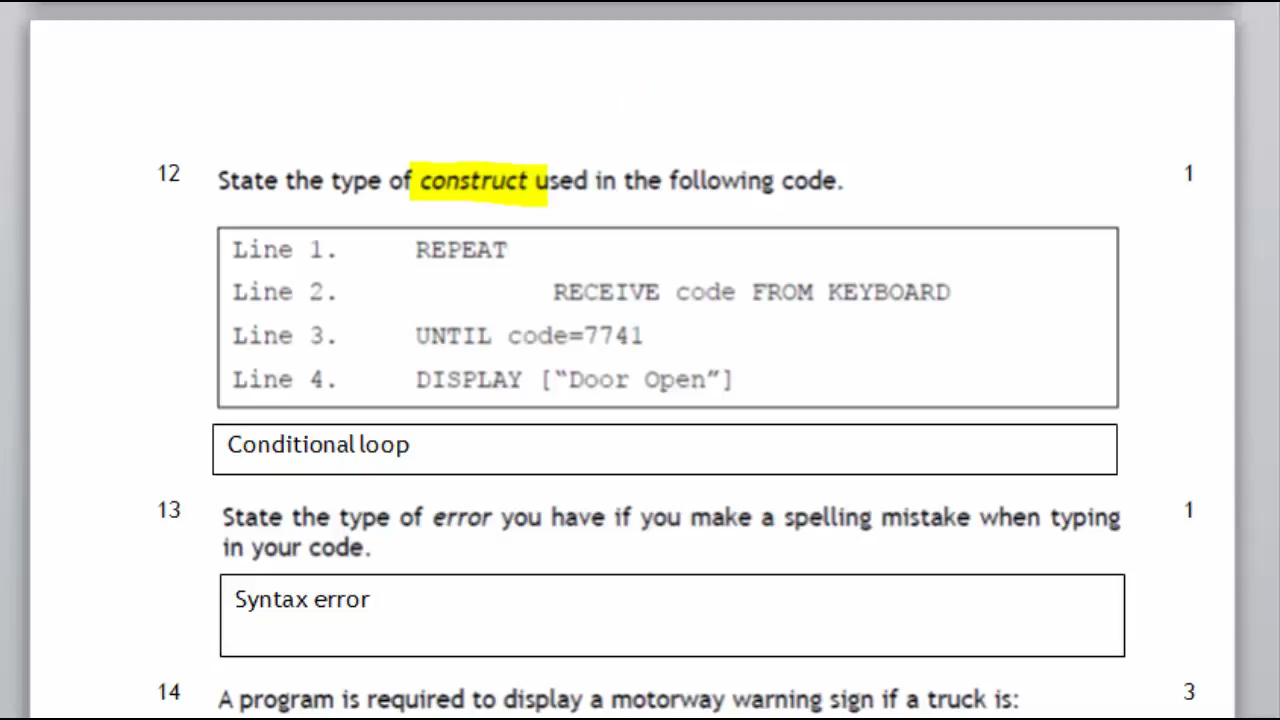 12 State the type of construct used in the following code. 1
Line 1. REPEAT
Line 2. RECEIVE code FROM KEYBOARD
Line 3. UNTIL code=7741
Line 4. DISPLAY [“Door Open”]
Conditional loop
13 State the type of error you have if you make a spelling mistake when typing 1
in your code.
Syntax error
14 A program is required to display a motorway warning sign if a truck is: 3